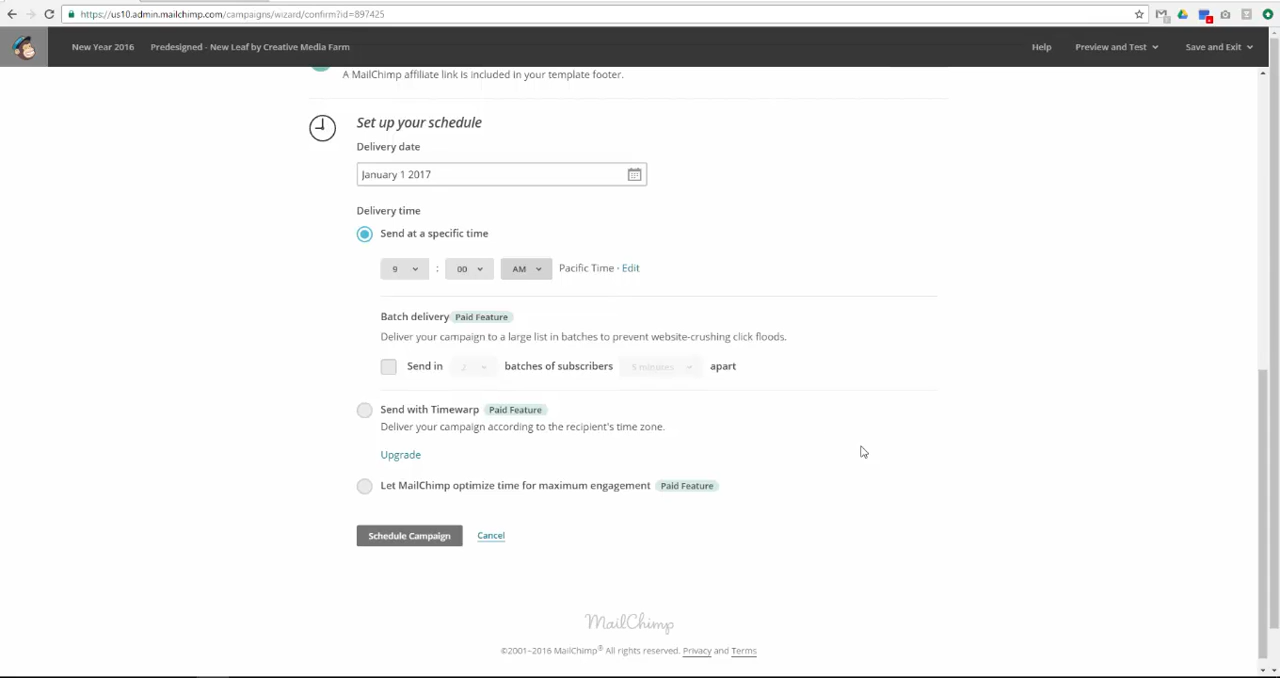 https://us10.admin.mailchimp.com/campaigns/wizard/confirm?id=897425
New Year 2016 Predesigned - New Leaf by Creative Media Farm Help Preview and Test Save and Exit
A MailChimp affiliate link is included in your template footer.
Set up your schedule
Delivery date
January 1 2017
Delivery time
Send at a specific time
9 : 00 AM Pacific Time · Edit
Batch delivery Paid Feature
Deliver your campaign to a large list in batches to prevent website-crushing click floods.
Send in 2 batches of subscribers 5 minutes apart
Send with Timewarp Paid Feature
Deliver your campaign according to the recipient's time zone.
Upgrade
Let MailChimp optimize time for maximum engagement Paid Feature
Schedule Campaign Cancel
MailChimp
©2001–2016 MailChimp® All rights reserved. Privacy and Terms